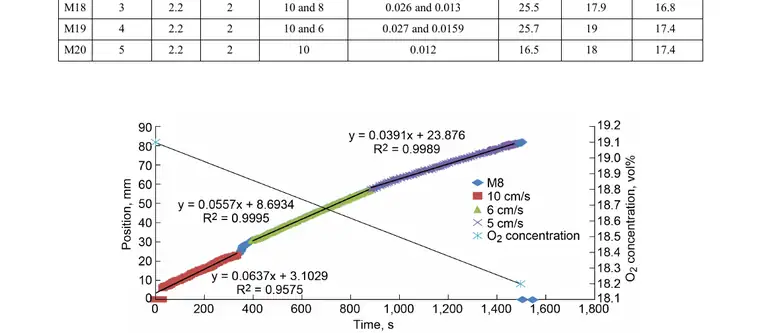 M18 3 2.2 2 10 and 8 0.026 and 0.013 25.5 17.9 16.8
M19 4 2.2 2 10 and 6 0.027 and 0.0159 25.7 19 17.4
M20 5 2.2 2 10 0.012 16.5 18 17.4
90
80
70
60
50
40
30
20
10
0
Position, mm
y = 0.0391x + 23.876
R² = 0.9989
y = 0.0557x + 8.6934
R² = 0.9995
y = 0.0637x + 3.1029
R² = 0.9575
M8
10 cm/s
6 cm/s
5 cm/s
O₂ concentration
19.2
19.1
19.0
18.9
18.8
18.7
18.6
18.5
18.4
18.3
18.2
18.1
O₂ concentration, vol%
0 200 400 600 800 1,000 1,200 1,400 1,600 1,800
Time, s